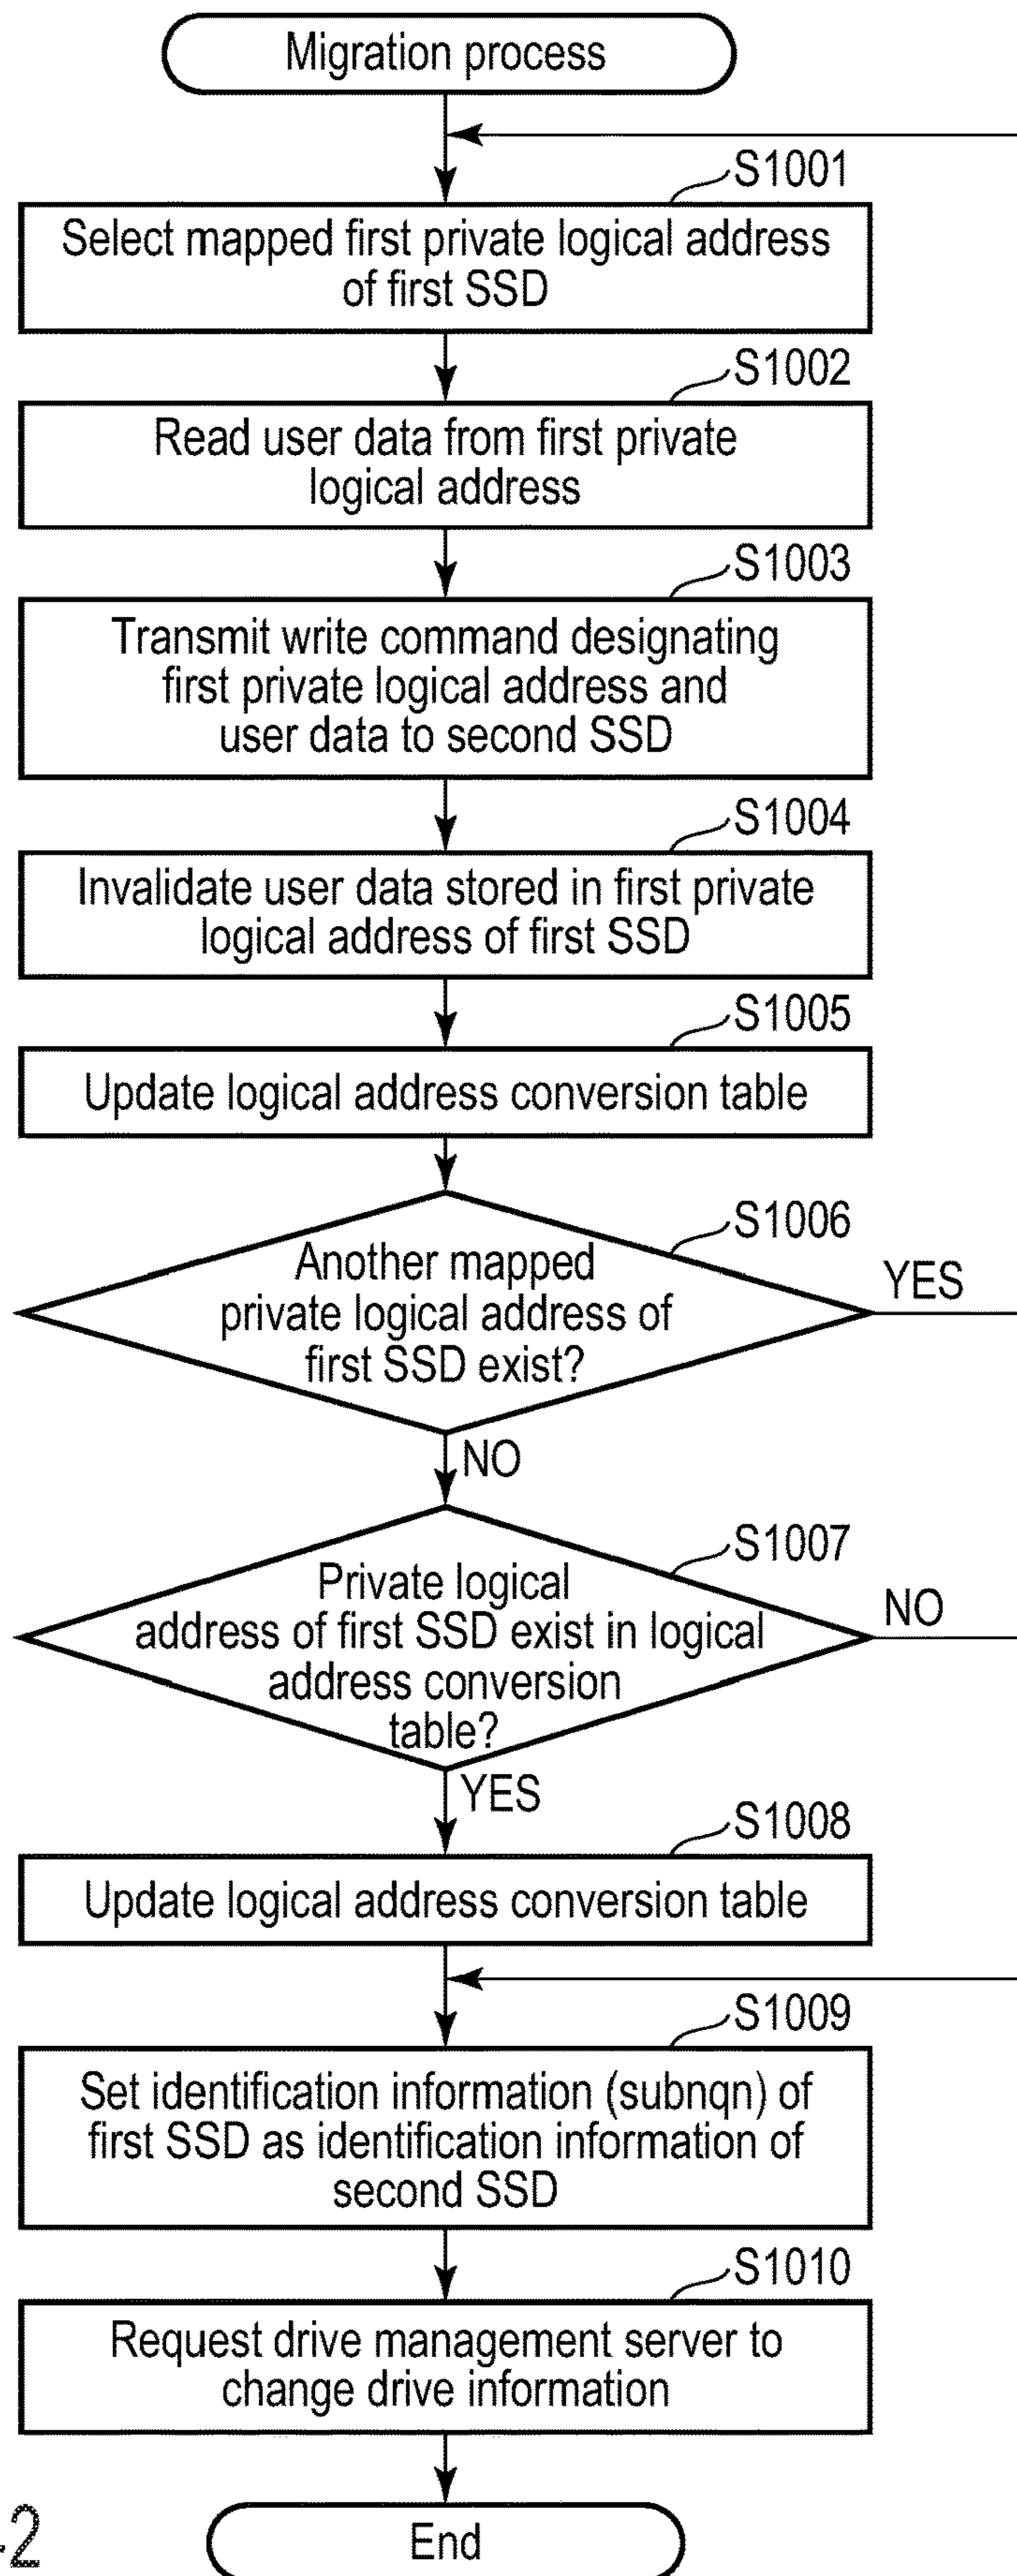 Migration process
S1001
Select mapped first private logical address
of first SSD
S1002
Read user data from first private
logical address
S1003
Transmit write command designating
first private logical address and
user data to second SSD
S1004
Invalidate user data stored in first private
logical address of first SSD
S1005
Update logical address conversion table
S1006
Another mapped
private logical address of
first SSD exist?
YES
NO
S1007
Private logical
address of first SSD exist in logical
address conversion
table?
NO
YES
S1008
Update logical address conversion table
S1009
Set identification information (subnqn) of
first SSD as identification information of
second SSD
S1010
Request drive management server to
change drive information
End
-2